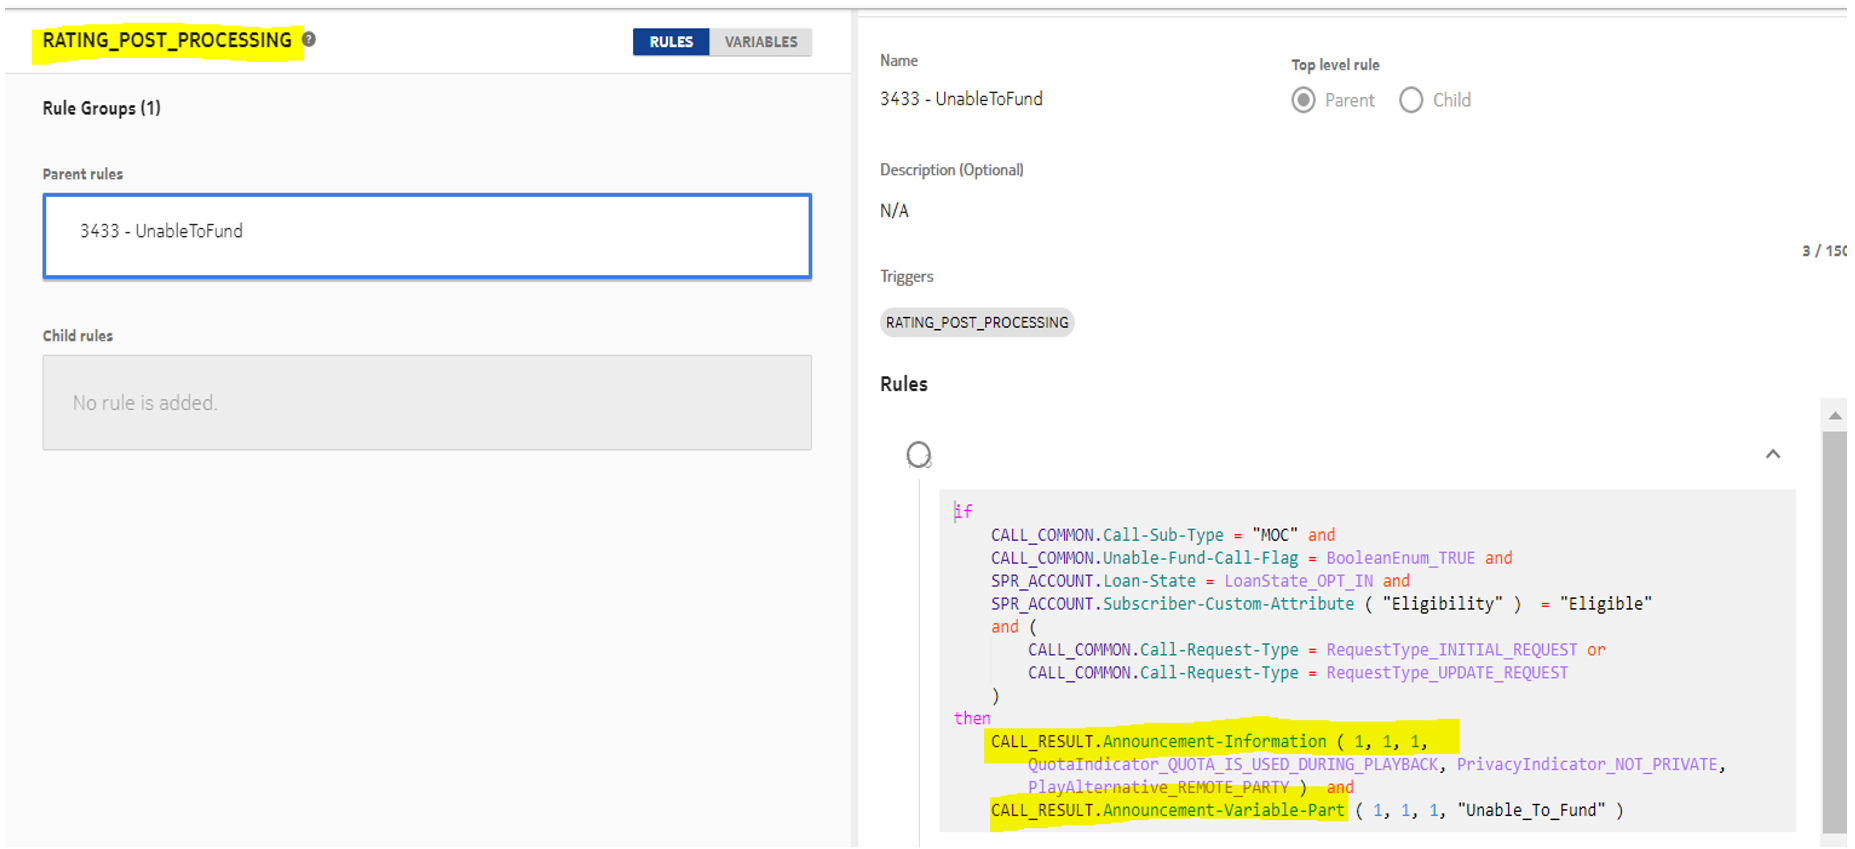 RATING_POST_PROCESSING ?
RULES VARIABLES
Rule Groups (1)
Parent rules
3433 - UnableToFund
Child rules
No rule is added.
Name
3433 - UnableToFund
Top level rule
Parent Child
Description (Optional)
N/A
3 / 150
Triggers
RATING_POST_PROCESSING
Rules
if
CALL_COMMON.Call-Sub-Type = "MOC" and
CALL_COMMON.Unable-Fund-Call-Flag = BooleanEnum_TRUE and
SPR_ACCOUNT.Loan-State = LoanState_OPT_IN and
SPR_ACCOUNT.Subscriber-Custom-Attribute ( "Eligibility" ) = "Eligible"
and (
CALL_COMMON.Call-Request-Type = RequestType_INITIAL_REQUEST or
CALL_COMMON.Call-Request-Type = RequestType_UPDATE_REQUEST
)
then
CALL_RESULT.Announcement-Information ( 1, 1, 1,
QuotaIndicator_QUOTA_IS_USED_DURING_PLAYBACK, PrivacyIndicator_NOT_PRIVATE,
PlayAlternative_REMOTE_PARTY ) and
CALL_RESULT.Announcement-Variable-Part ( 1, 1, 1, "Unable_To_Fund" )